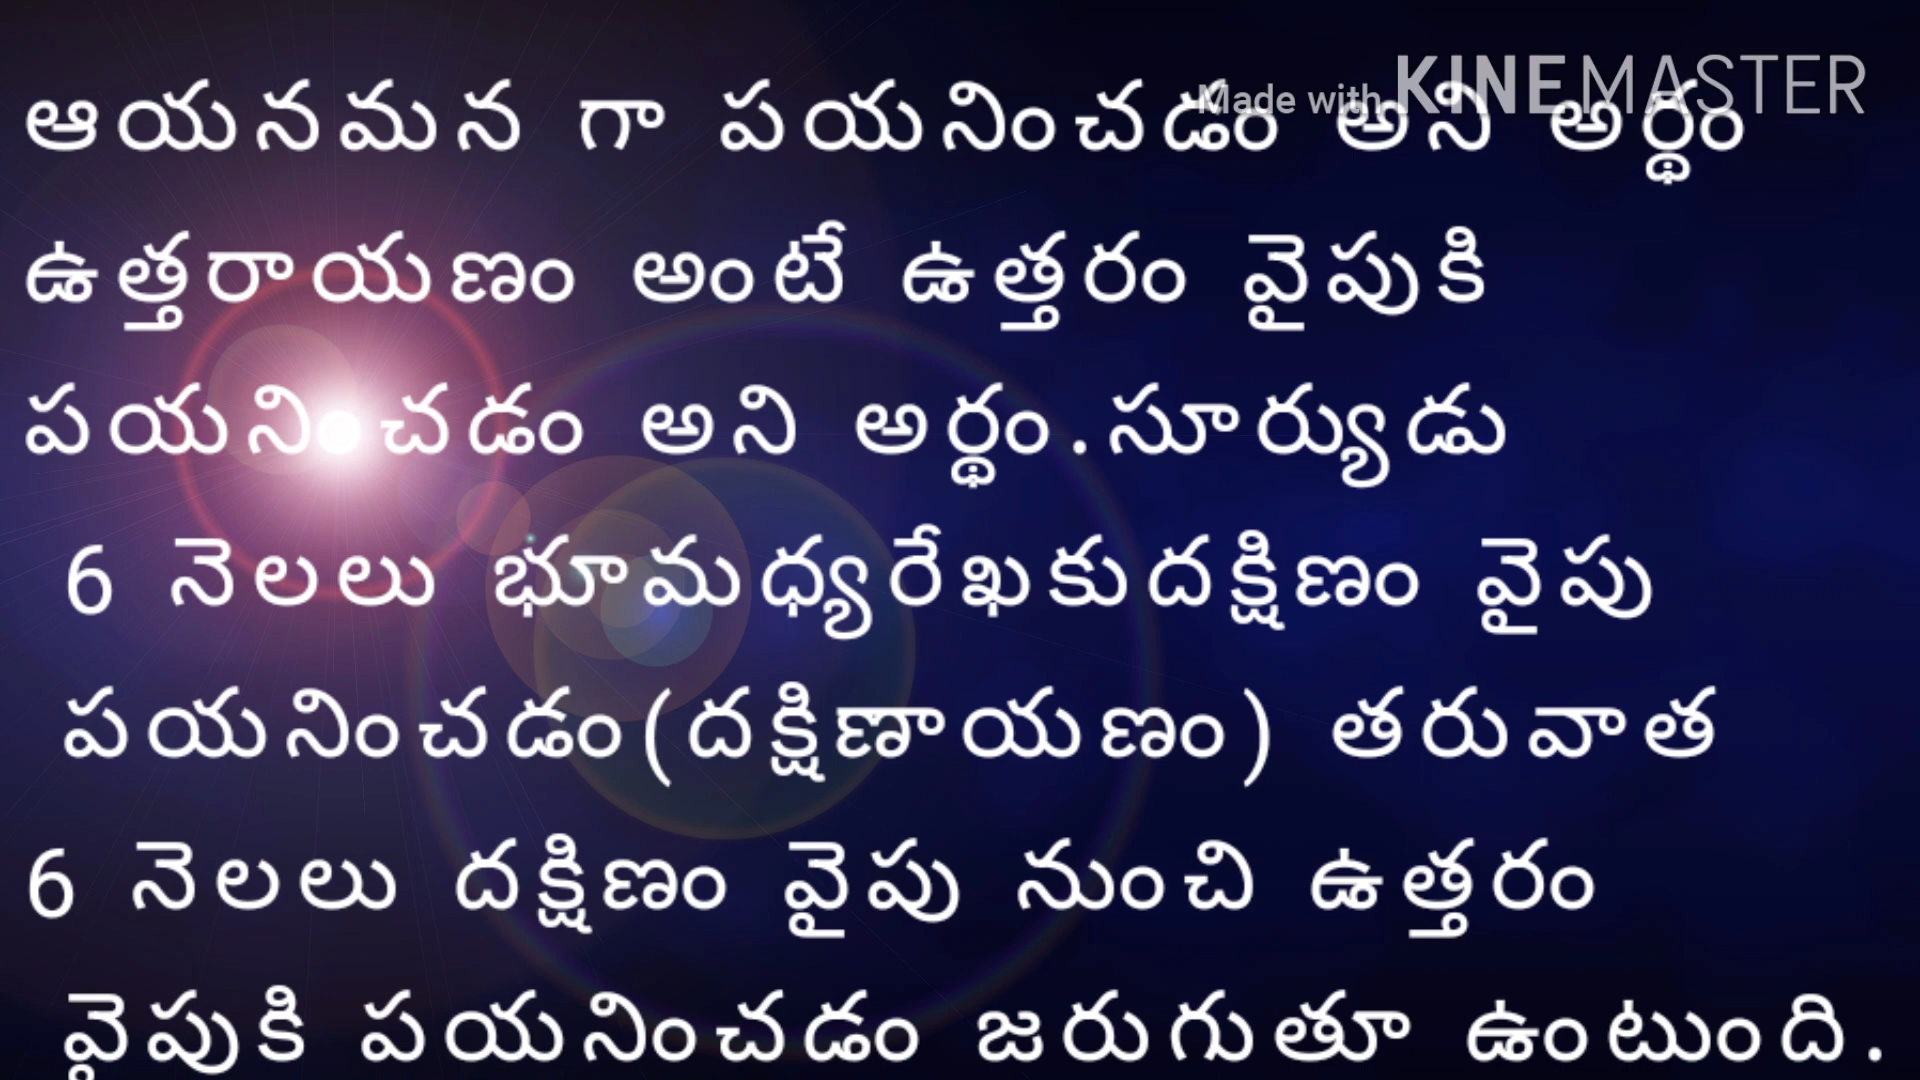 Made with KINEMASTER
ఆయనమన గా పయనించడం అని అర్థం
ఉత్తరాయణం అంటే ఉత్తరం వైపుకి
పయనించడం అని అర్థం.సూర్యుడు
6 నెలలు భూమధ్యరేఖకుదక్షిణం వైపు
పయనించడం(దక్షిణాయణం) తరువాత
6 నెలలు దక్షిణం వైపు నుంచి ఉత్తరం
వైపుకి పయనించడం జరుగుతూ ఉంటుంది.